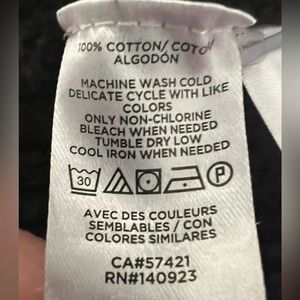 100% COTTON/ COTON
ALGODÓN
MACHINE WASH COLD
DELICATE CYCLE WITH LIKE
COLORS
ONLY NON-CHLORINE
BLEACH WHEN NEEDED
TUMBLE DRY LOW
COOL IRON WHEN NEEDED
30 P
AVEC DES COULEURS
SEMBLABLES / CON
COLORES SIMILARES
CA#57421
RN#140923